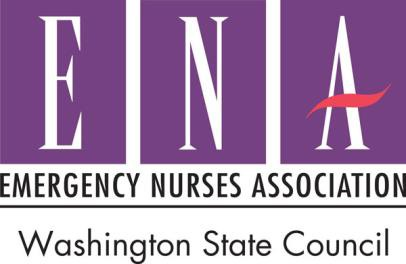 ENA
EMERGENCY NURSES ASSOCIATION
Washington State Council